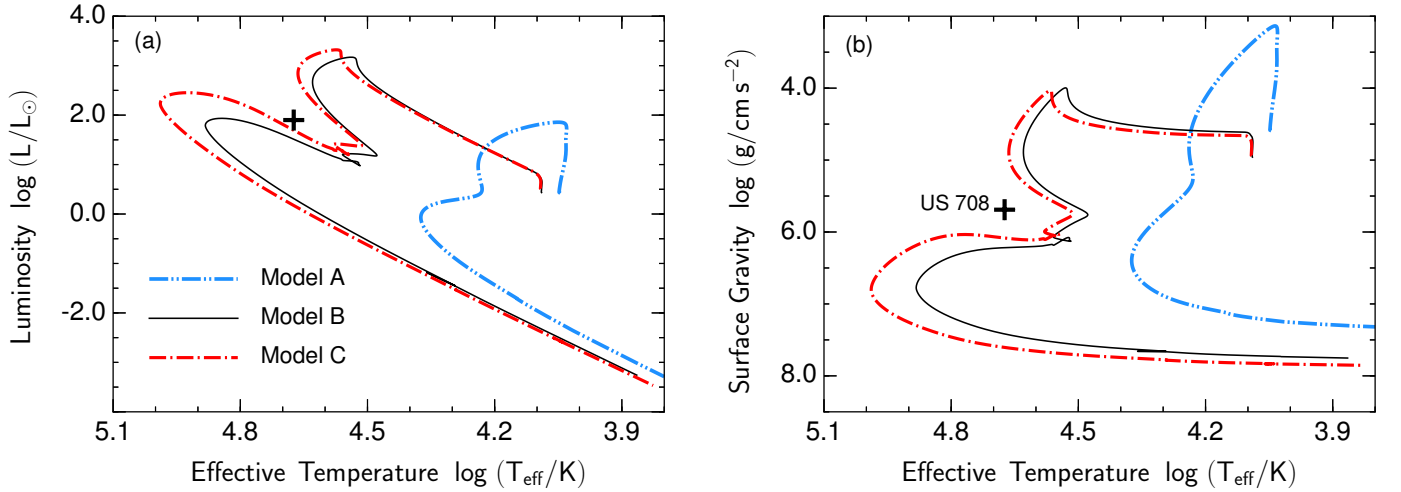 (a)
Luminosity log (L/L☉)
4.0
2.0
0.0
-2.0
Model A
Model B
Model C
5.1 4.8 4.5 4.2 3.9
Effective Temperature log (T_eff/K)
(b)
Surface Gravity log (g/cm s⁻²)
4.0
6.0
8.0
US 708
5.1 4.8 4.5 4.2 3.9
Effective Temperature log (T_eff/K)